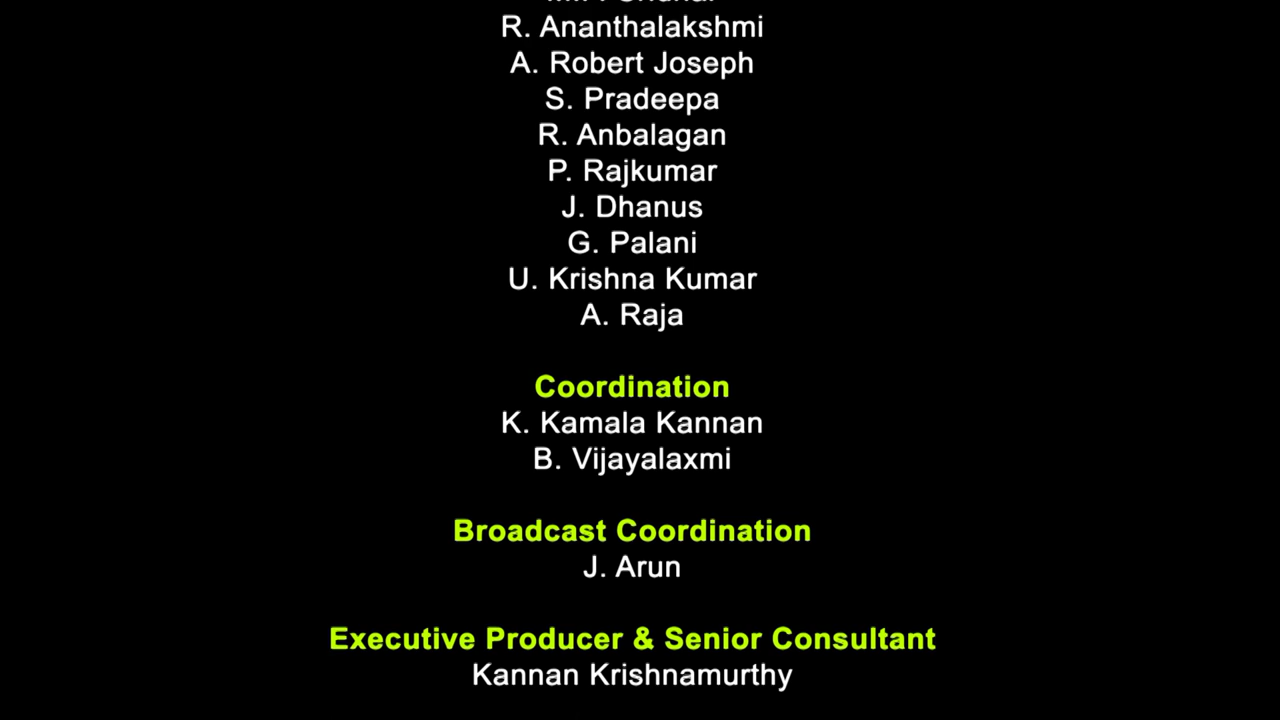 R. Ananthalakshmi
A. Robert Joseph
S. Pradeepa
R. Anbalagan
P. Rajkumar
J. Dhanus
G. Palani
U. Krishna Kumar
A. Raja
Coordination
K. Kamala Kannan
B. Vijayalaxmi
Broadcast Coordination
J. Arun
Executive Producer & Senior Consultant
Kannan Krishnamurthy